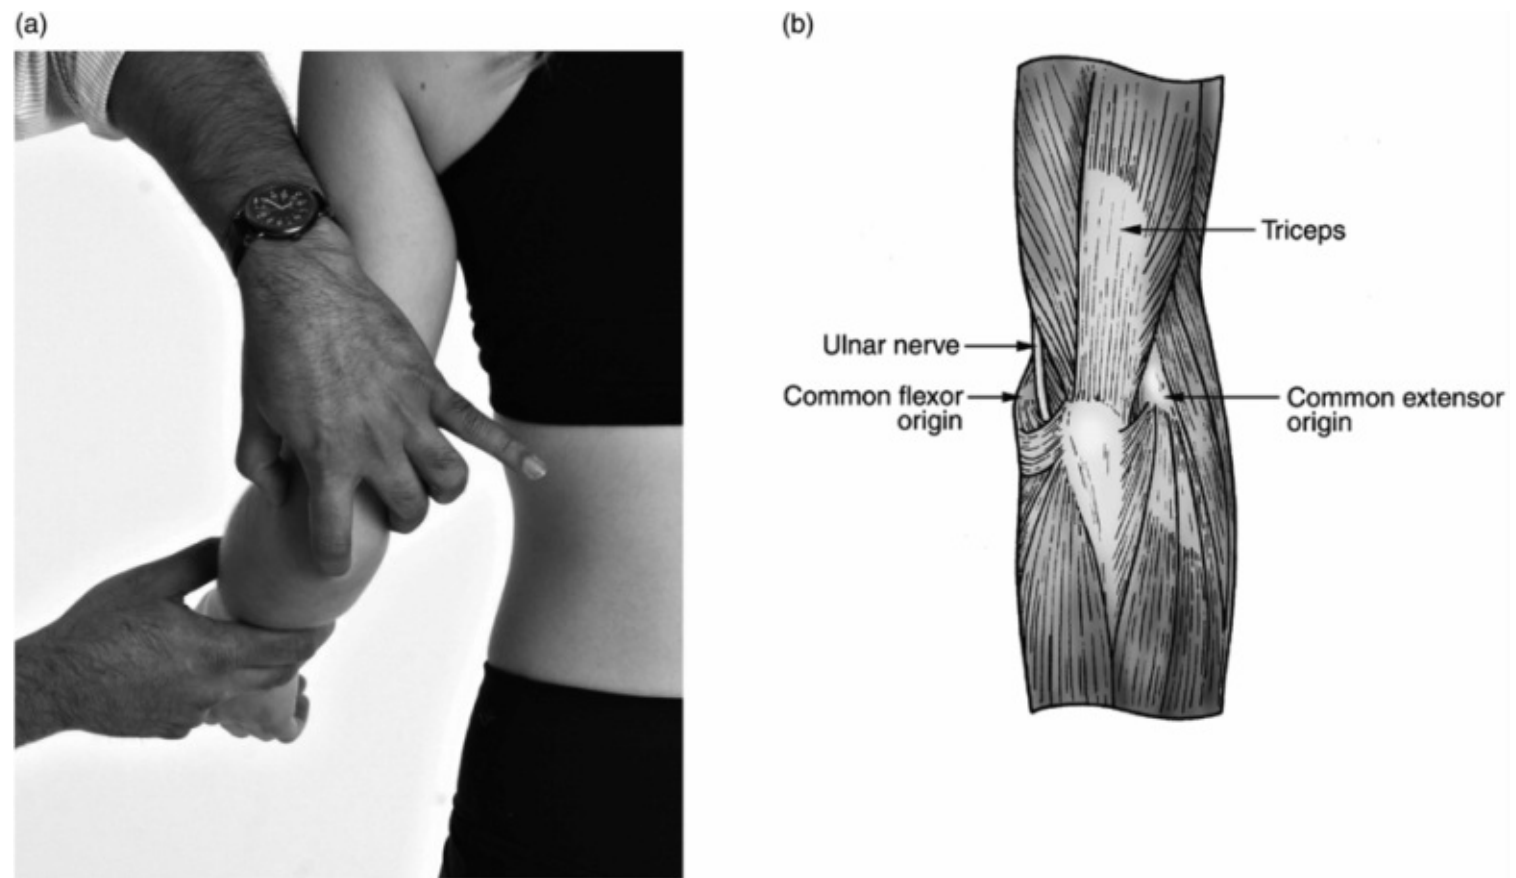 (a)
(b)
Triceps
Ulnar nerve
Common flexor
origin
Common extensor
origin